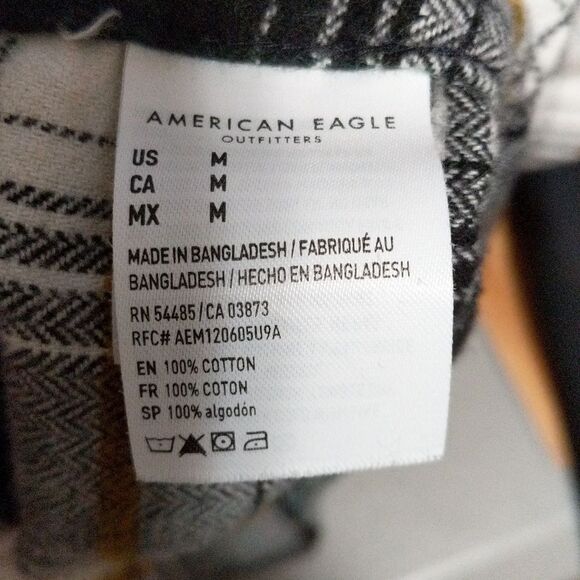 AMERICAN EAGLE
OUTFITTERS
US M
CA M
MX M
MADE IN BANGLADESH / FABRIQUÉ AU
BANGLADESH / HECHO EN BANGLADESH
RN 54485 / CA 03873
RFC# AEM120605U9A
EN 100% COTTON
FR 100% COTON
SP 100% algodón